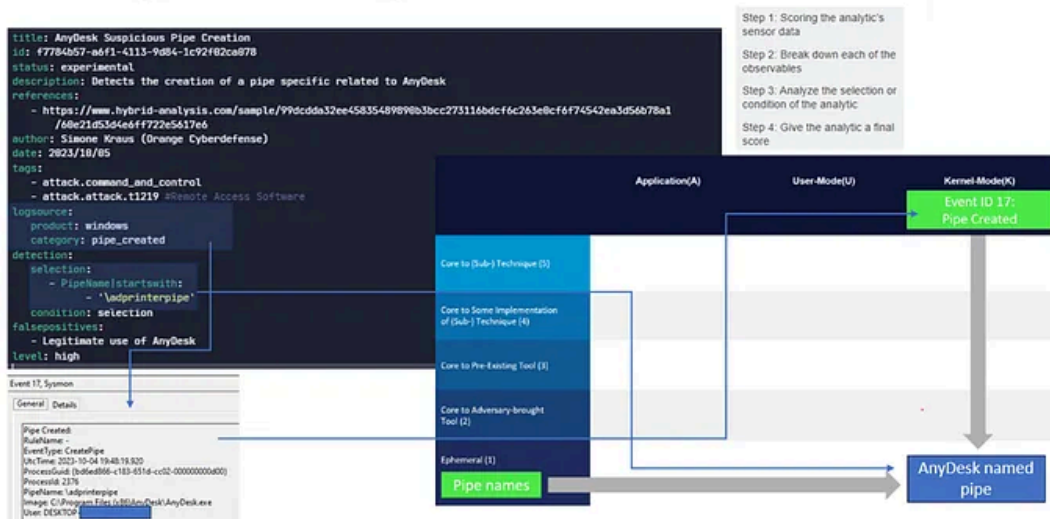 title: AnyDesk Suspicious Pipe Creation
id: f7784b57-a6f1-4113-9d84-1c92f02ca078
status: experimental
description: Detects the creation of a pipe specific related to AnyDesk
references:
- https://www.hybrid-analysis.com/sample/
author: Simone Kraus (Orange Cyberdefense)
date: 2023/10/05
tags:
- attack.command_and_control
- attack.attack.t1219 #Remote Access Software
logsource:
product: windows
category: pipe_created
detection:
selection:
- PipeName|startswith:
- '\adprinterpipe'
condition: selection
falsepositives:
- Legitimate use of AnyDesk
level: high
Step 1: Scoring the analytic's
sensor data
Step 2: Break down each of the
observables
Step 3: Analyze the selection or
condition of the analytic
Step 4: Give the analytic a final
score
Application(A) User-Mode(U) Kernel-Mode(K)
Event ID 17:
Pipe Created
Core to (Sub-) Technique (5)
Core to Some Implementation
of (Sub-) Technique (4)
Core to Pre-Existing Tool (3)
Core to Adversary-brought
Tool (2)
Ephemeral (1)
Pipe names
AnyDesk named
pipe
Event 17, Sysmon
General Details
Pipe Created:
RuleName: -
EventType: CreatePipe
UtcTime: 2023-10-04 19:48:19.920
ProcessGuid:
ProcessId: 2376
PipeName: \adprinterpipe
Image: C:\Program Files (x86)\AnyDesk\AnyDesk.exe
User: DESKTOP-